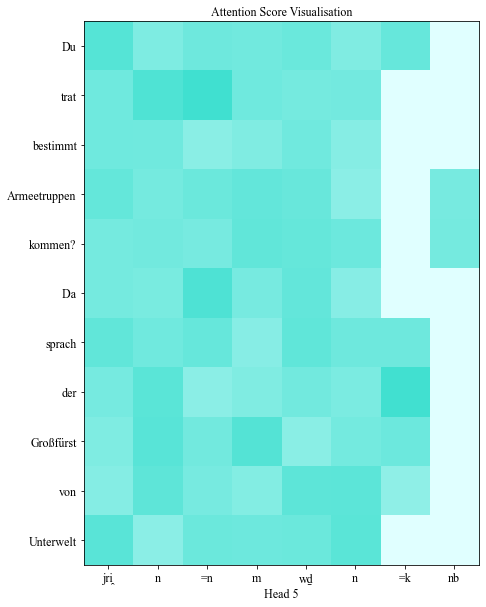 Attention Score Visualisation
Du
trat
bestimmt
Armeetruppen
kommen?
Da
sprach
der
Großfürst
von
Unterwelt
jri̯ n =n m wḏ n =k nb
Head 5